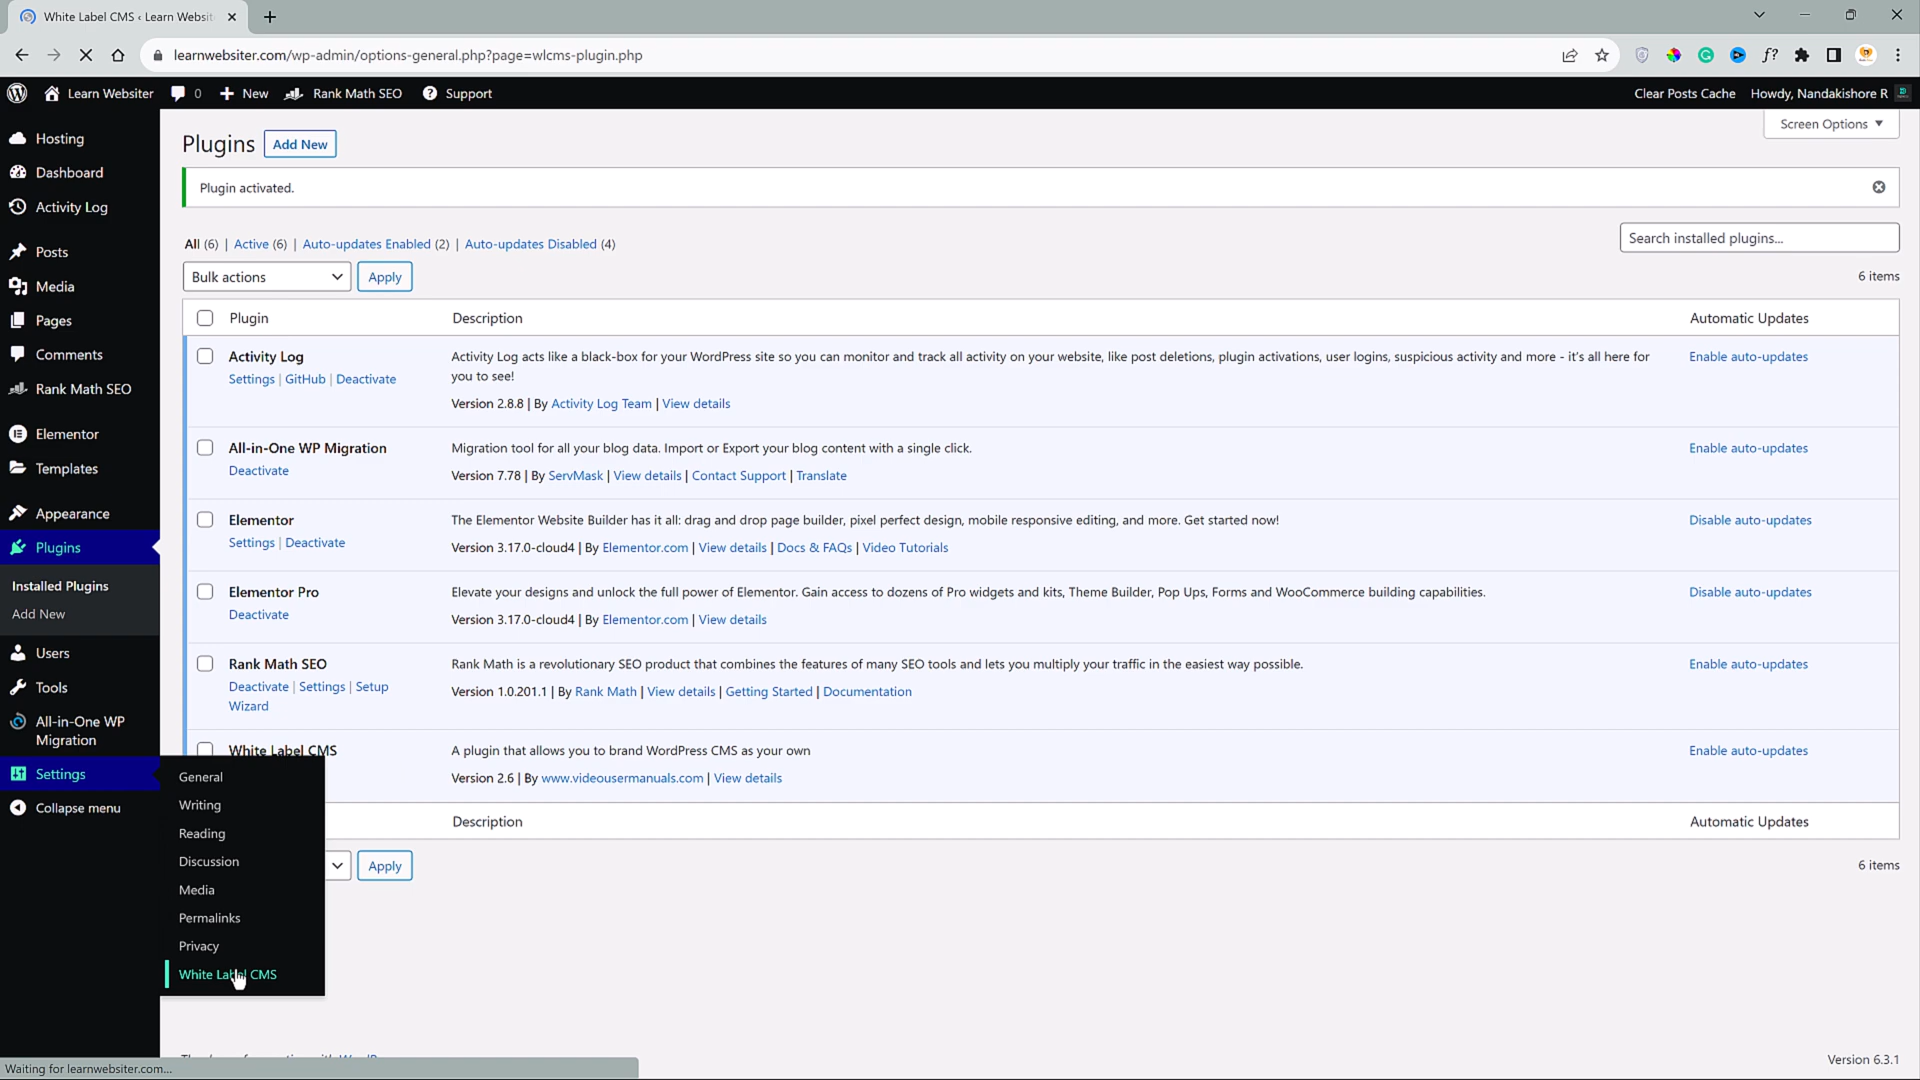 White Label CMS ‹ Learn Websit
learnwebsiter.com/wp-admin/options-general.php?page=wlcms-plugin.php
Learn Websiter
0
New
Rank Math SEO
Support
Clear Posts Cache
Howdy, Nandakishore R
Hosting
Dashboard
Activity Log
Posts
Media
Pages
Comments
Rank Math SEO
Elementor
Templates
Appearance
Plugins
Installed Plugins
Add New
Users
Tools
All-in-One WP
Migration
Settings
Collapse menu
General
Writing
Reading
Discussion
Media
Permalinks
Privacy
White Label CMS
Screen Options
Plugins
Add New
Plugin activated.
All (6) | Active (6) | Auto-updates Enabled (2) | Auto-updates Disabled (4)
Search installed plugins...
Bulk actions
Apply
6 items
Plugin
Description
Automatic Updates
Activity Log
Settings | GitHub | Deactivate
Activity Log acts like a black-box for your WordPress site so you can monitor and track all activity on your website, like post deletions, plugin activations, user logins, suspicious activity and more - it's all here for
you to see!
Version 2.8.8 | By Activity Log Team | View details
Enable auto-updates
All-in-One WP Migration
Deactivate
Migration tool for all your blog data. Import or Export your blog content with a single click.
Version 7.78 | By ServMask | View details | Contact Support | Translate
Enable auto-updates
Elementor
Settings | Deactivate
The Elementor Website Builder has it all: drag and drop page builder, pixel perfect design, mobile responsive editing, and more. Get started now!
Version 3.17.0-cloud4 | By Elementor.com | View details | Docs & FAQs | Video Tutorials
Disable auto-updates
Elementor Pro
Deactivate
Elevate your designs and unlock the full power of Elementor. Gain access to dozens of Pro widgets and kits, Theme Builder, Pop Ups, Forms and WooCommerce building capabilities.
Version 3.17.0-cloud4 | By Elementor.com | View details
Disable auto-updates
Rank Math SEO
Deactivate | Settings | Setup
Wizard
Rank Math is a revolutionary SEO product that combines the features of many SEO tools and lets you multiply your traffic in the easiest way possible.
Version 1.0.201.1 | By Rank Math | View details | Getting Started | Documentation
Enable auto-updates
White Label CMS
A plugin that allows you to brand WordPress CMS as your own
Version 2.6 | By www.videousermanuals.com | View details
Enable auto-updates
Description
Automatic Updates
Apply
6 items
Version 6.3.1
Waiting for learnwebsiter.com...